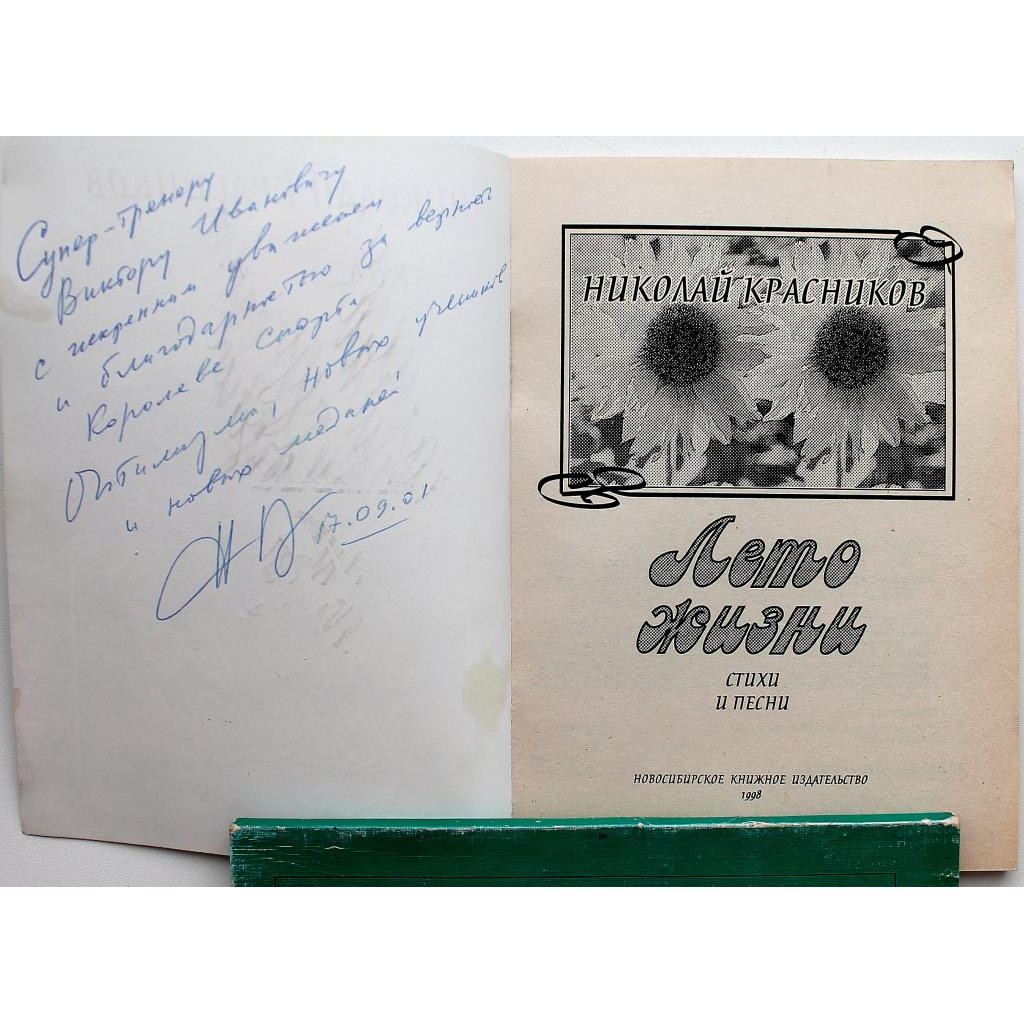 Супер-тренеру
Виктору Ивановичу
с искренним уважением
и благодарностью за верность
Королеве спорта.
Оптимизма, новых учеников
и новых медалей
17.09.01
НИКОЛАЙ КРАСНИКОВ
Лето
жизни
СТИХИ
И ПЕСНИ
НОВОСИБИРСКОЕ КНИЖНОЕ ИЗДАТЕЛЬСТВО
1998